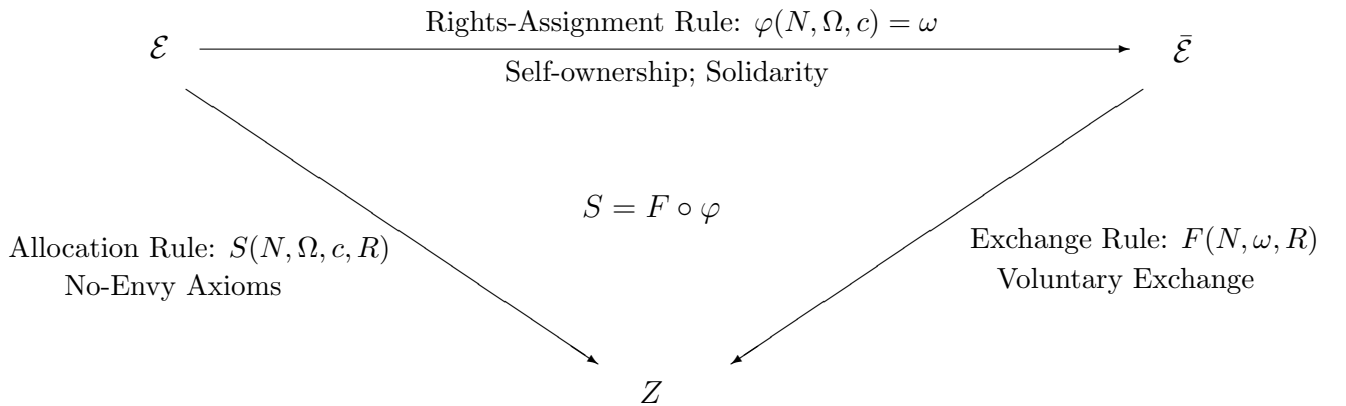 Rights-Assignment Rule: φ(N, Ω, c) = ω
ℰ
ℰ̄
Self-ownership; Solidarity
S = F ∘ φ
Allocation Rule: S(N, Ω, c, R)
No-Envy Axioms
Exchange Rule: F(N, ω, R)
Voluntary Exchange
Z